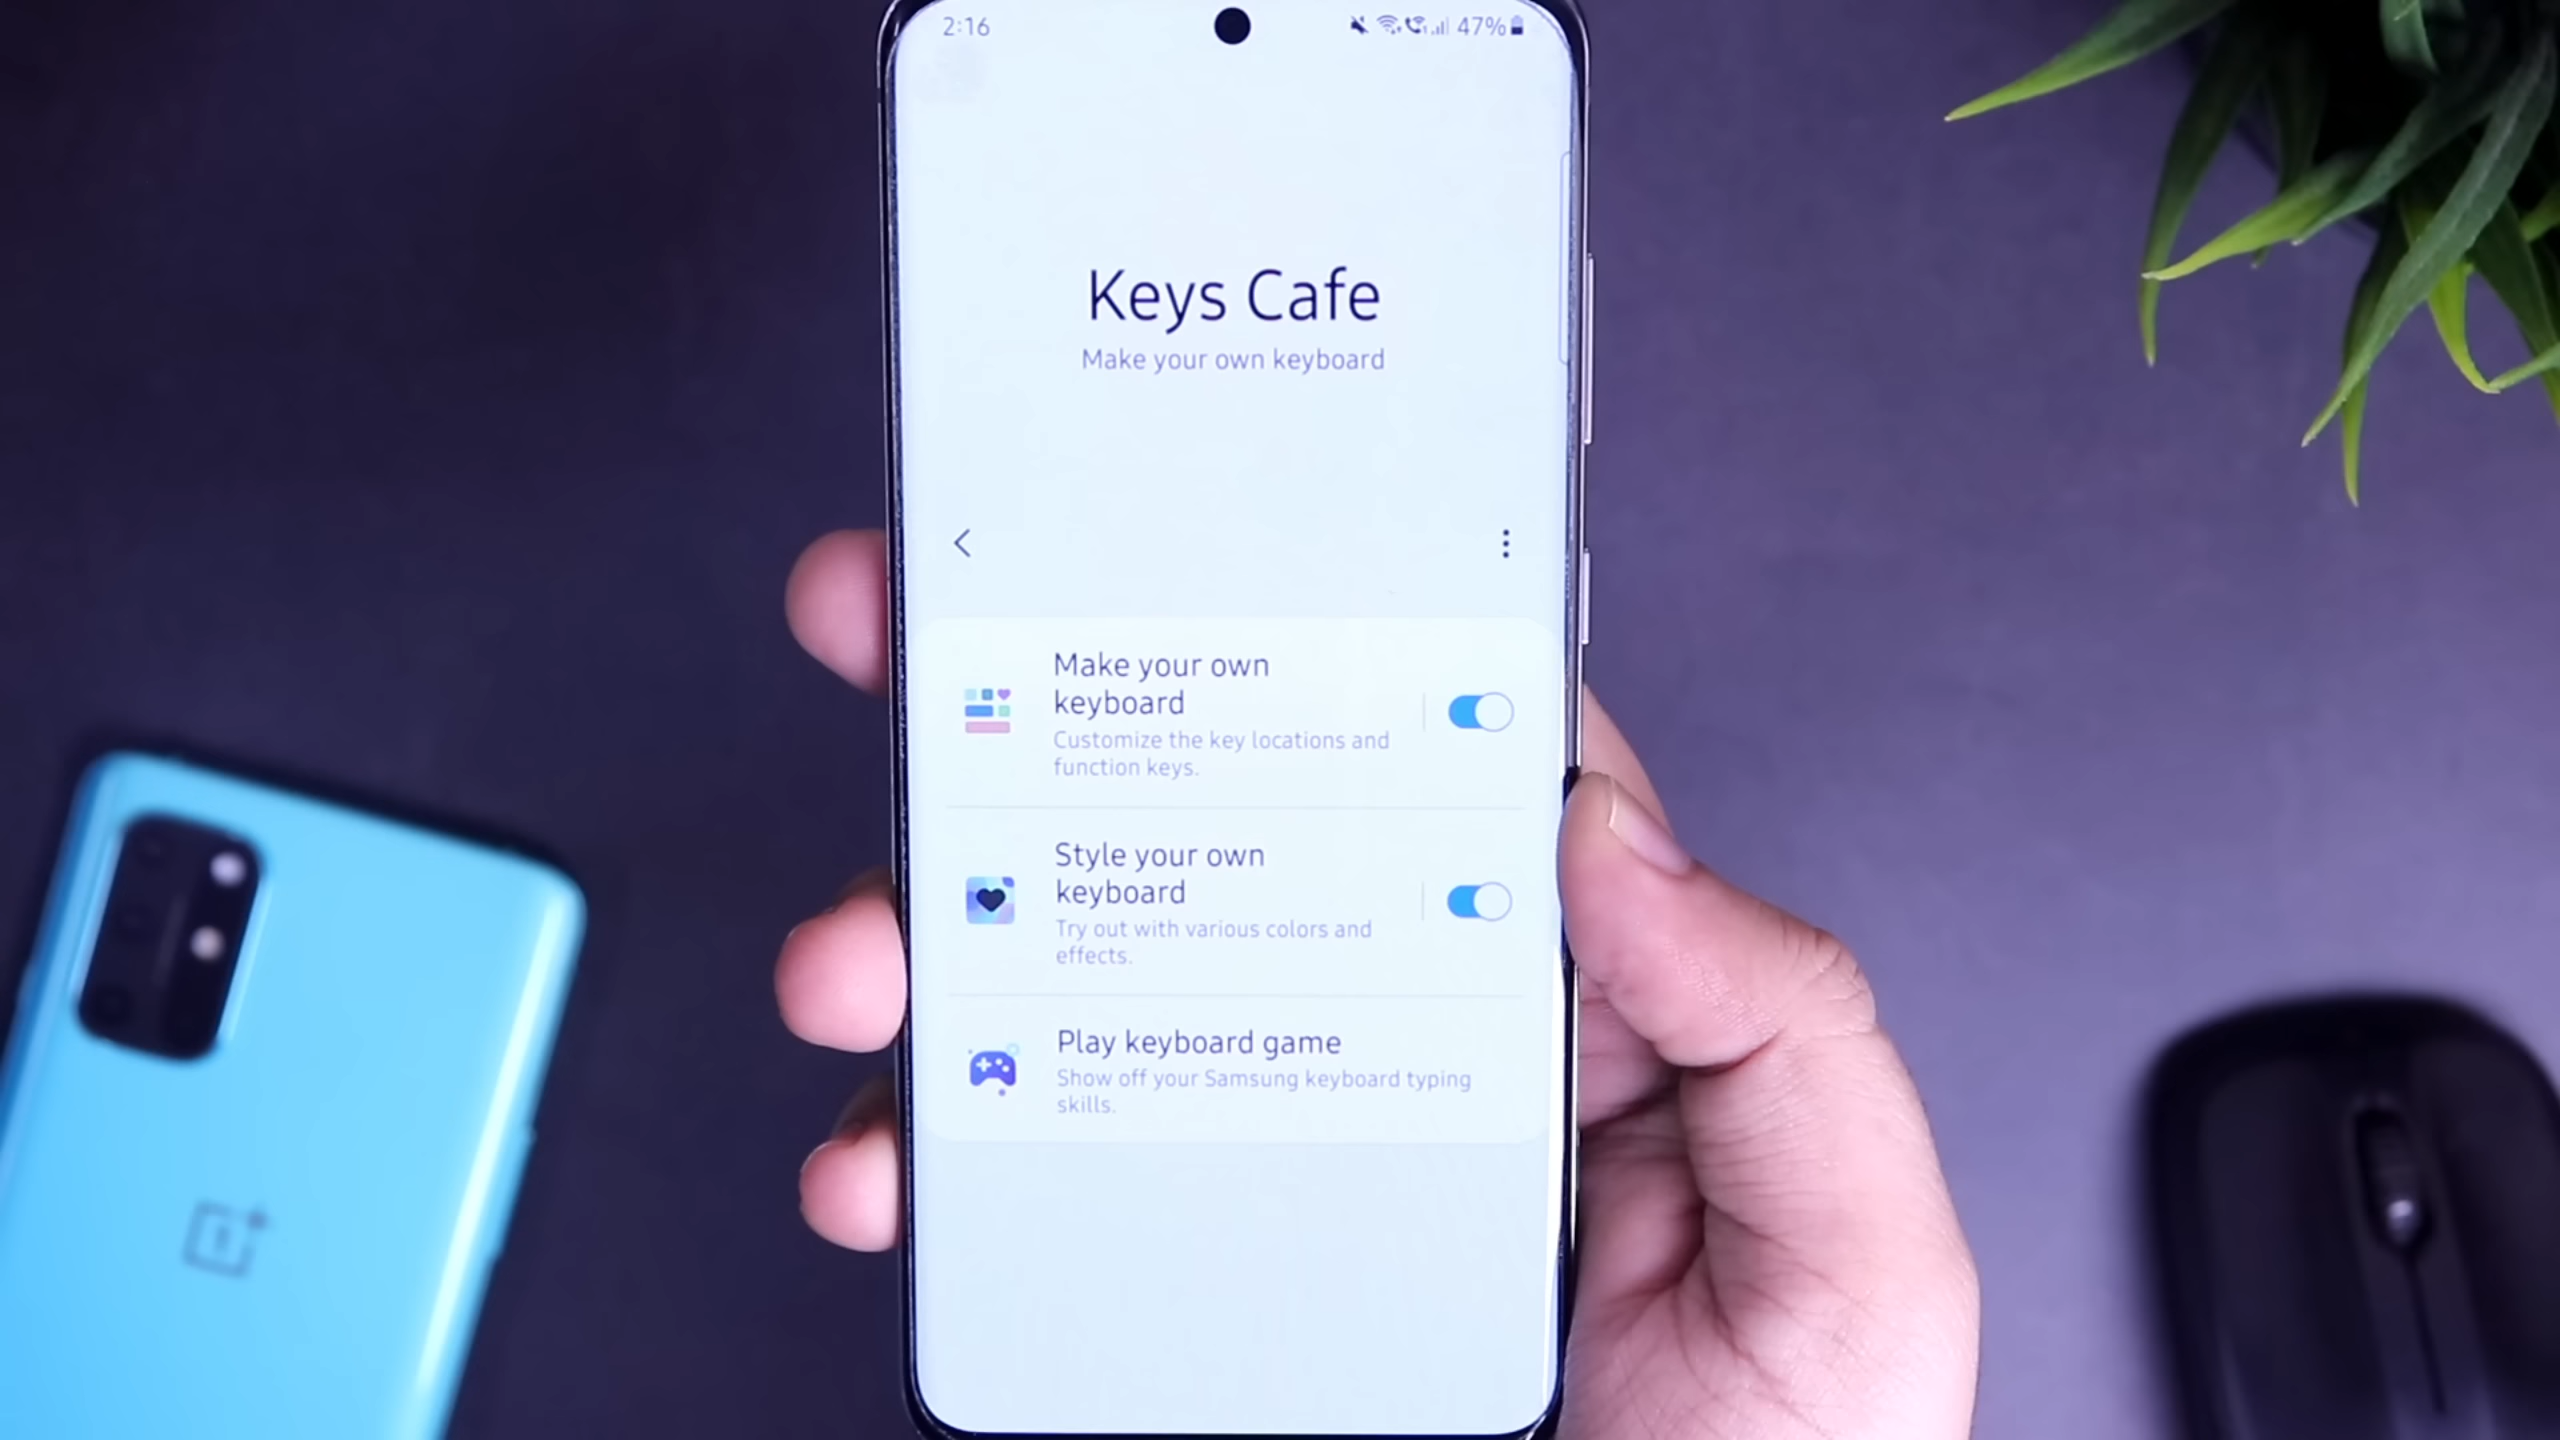 2:16
47%
Keys Cafe
Make your own keyboard
Make your own
keyboard
Customize the key locations and
function keys.
Style your own
keyboard
Try out with various colors and
effects.
Play keyboard game
Show off your Samsung keyboard typing
skills.